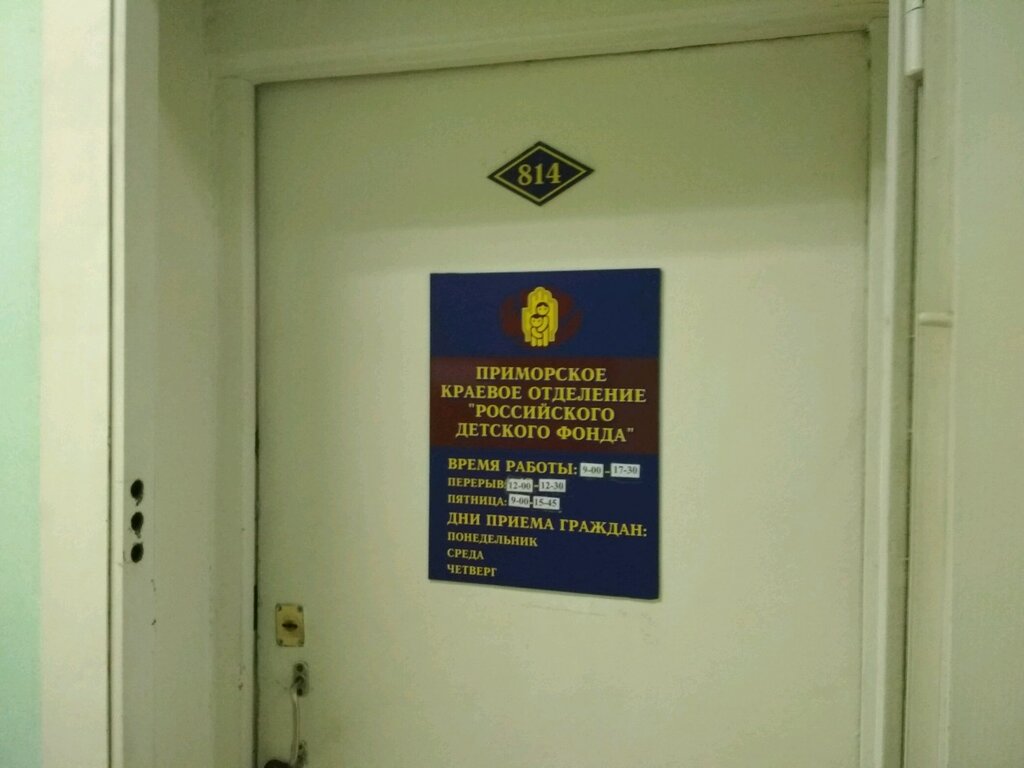 814
ПРИМОРСКОЕ
КРАЕВОЕ ОТДЕЛЕНИЕ
"РОССИЙСКОГО
ДЕТСКОГО ФОНДА"
ВРЕМЯ РАБОТЫ: 9-00 - 17-30
ПЕРЕРЫВ 12-00 - 12-30
ПЯТНИЦА: 9-00 15-45
ДНИ ПРИЕМА ГРАЖДАН:
ПОНЕДЕЛЬНИК
СРЕДА
ЧЕТВЕРГ